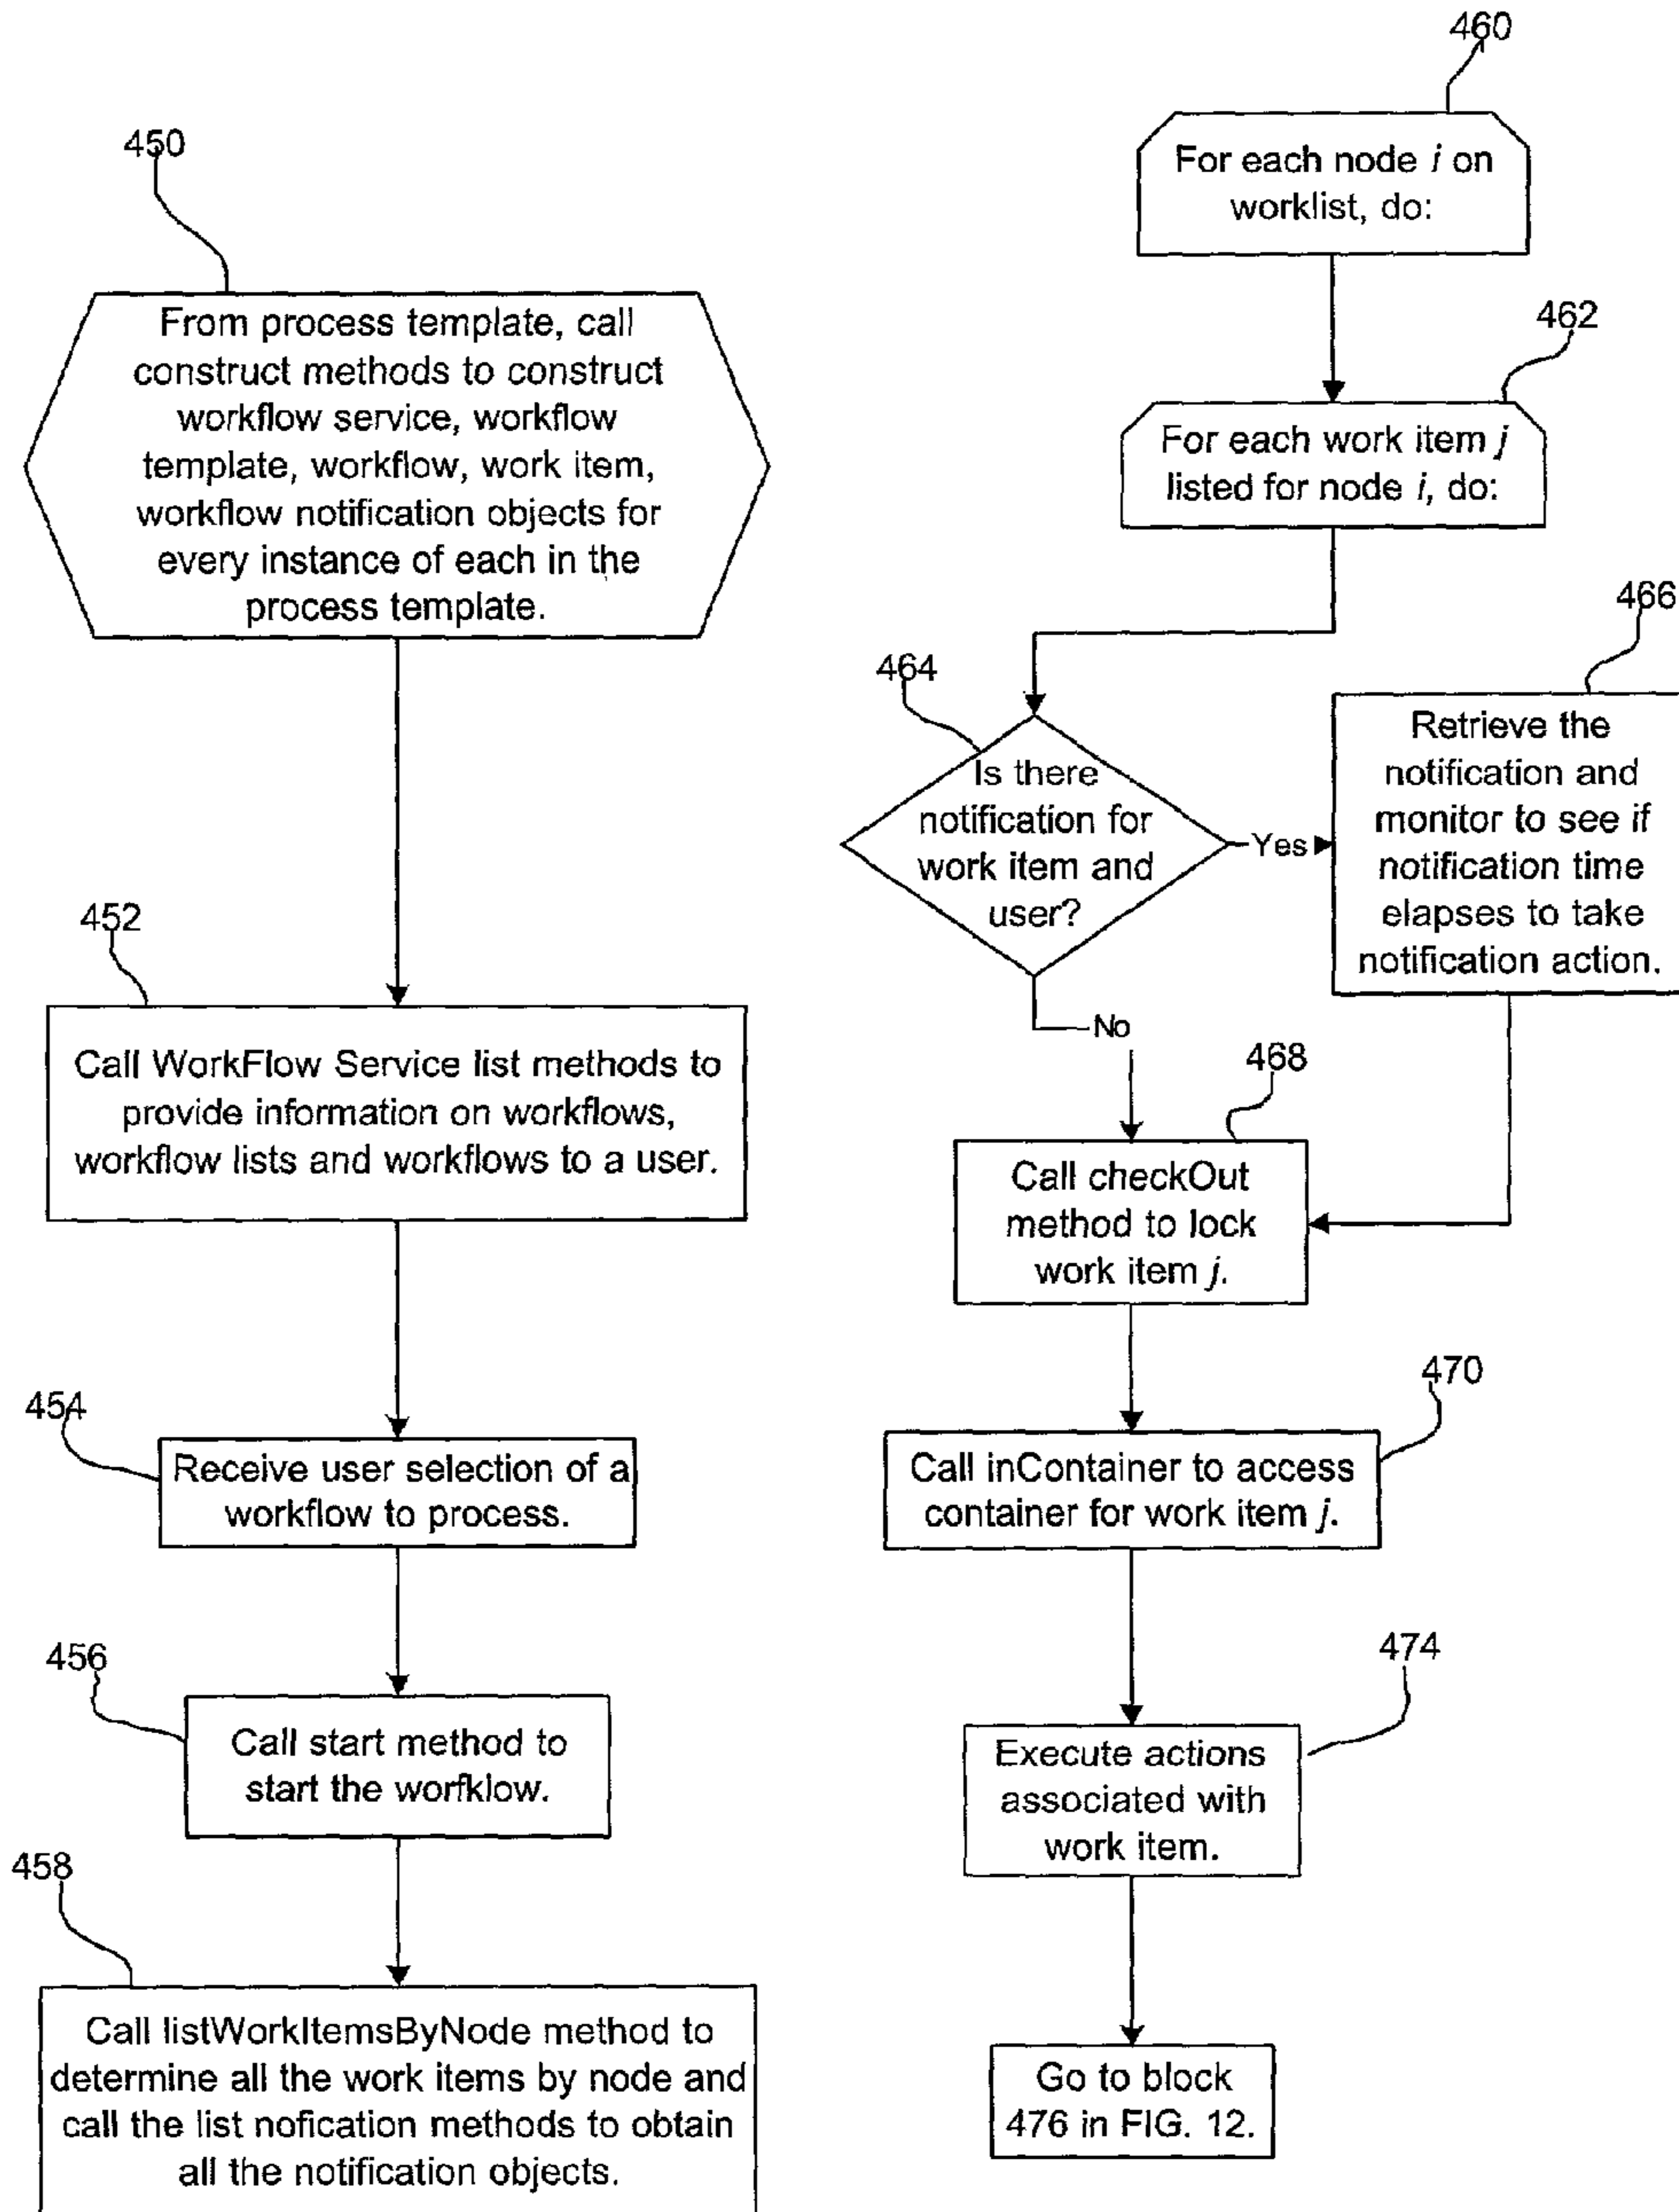 450
From process template, call
construct methods to construct
workflow service, workflow
template, workflow, work item,
workflow notification objects for
every instance of each in the
process template.
452
Call WorkFlow Service list methods to
provide information on workflows,
workflow lists and workflows to a user.
454
Receive user selection of a
workflow to process.
456
Call start method to
start the worfklow.
458
Call listWorkItemsByNode method to
determine all the work items by node and
call the list nofication methods to obtain
all the notification objects.
460
For each node i on
worklist, do:
462
For each work item j
listed for node i, do:
464
Is there
notification for
work item and
user?
Yes
No
466
Retrieve the
notification and
monitor to see if
notification time
elapses to take
notification action.
468
Call checkOut
method to lock
work item j.
470
Call inContainer to access
container for work item j.
474
Execute actions
associated with
work item.
Go to block
476 in FIG. 12.